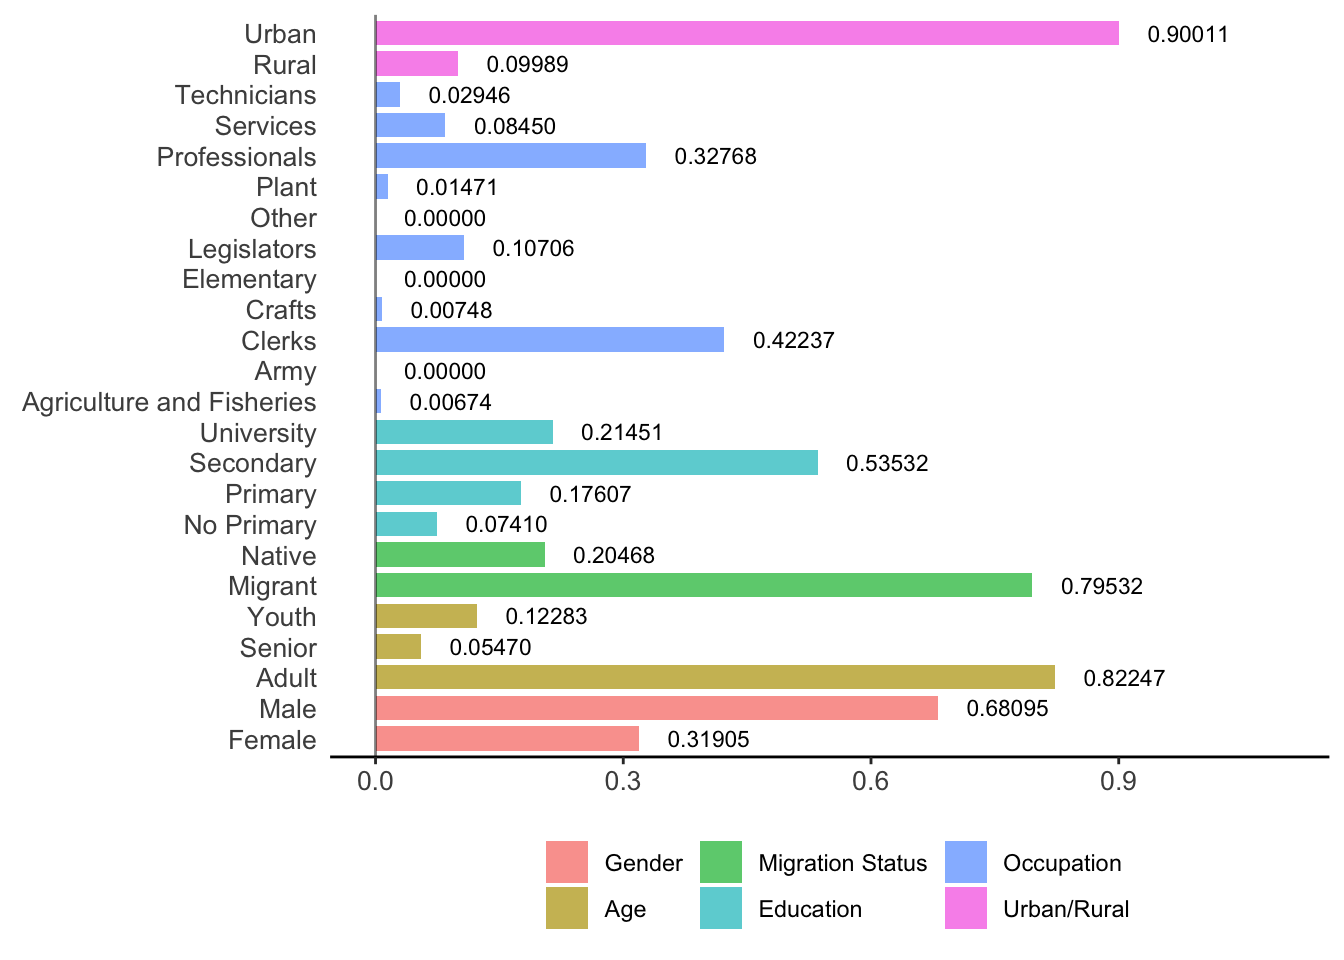 Urban 0.90011
Rural 0.09989
Technicians 0.02946
Services 0.08450
Professionals 0.32768
Plant 0.01471
Other 0.00000
Legislators 0.10706
Elementary 0.00000
Crafts 0.00748
Clerks 0.42237
Army 0.00000
Agriculture and Fisheries 0.00674
University 0.21451
Secondary 0.53532
Primary 0.17607
No Primary 0.07410
Native 0.20468
Migrant 0.79532
Youth 0.12283
Senior 0.05470
Adult 0.82247
Male 0.68095
Female 0.31905
0.0 0.3 0.6 0.9
Gender Migration Status Occupation
Age Education Urban/Rural